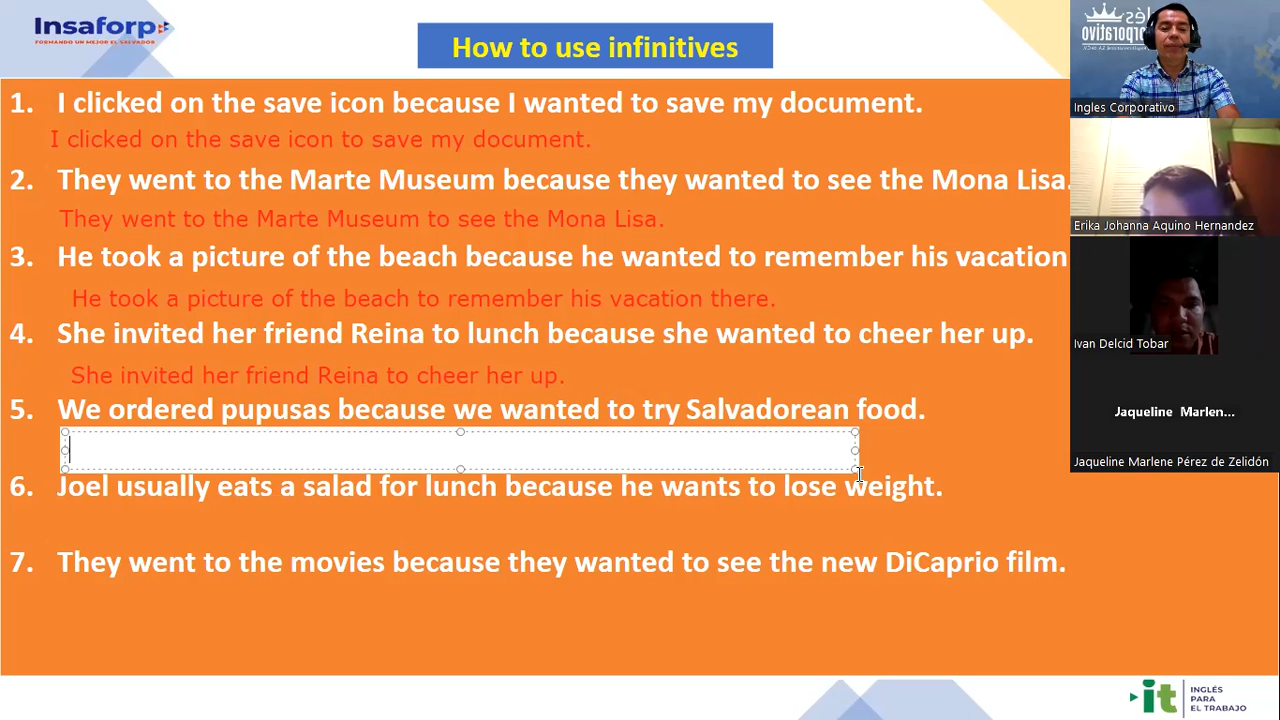 Insaforp
FORMANDO UN MEJOR EL SALVADOR
How to use infinitives
1. I clicked on the save icon because I wanted to save my document.
I clicked on the save icon to save my document.
2. They went to the Marte Museum because they wanted to see the Mona Lisa.
They went to the Marte Museum to see the Mona Lisa.
3. He took a picture of the beach because he wanted to remember his vacation
He took a picture of the beach to remember his vacation there.
4. She invited her friend Reina to lunch because she wanted to cheer her up.
She invited her friend Reina to cheer her up.
5. We ordered pupusas because we wanted to try Salvadorean food.
6. Joel usually eats a salad for lunch because he wants to lose weight.
7. They went to the movies because they wanted to see the new DiCaprio film.
Ingles Corporativo
Erika Johanna Aquino Hernandez
Ivan Delcid Tobar
Jaqueline Marlen...
Jaqueline Marlene Pérez de Zelidón
it
INGLÉS
PARA
EL TRABAJO